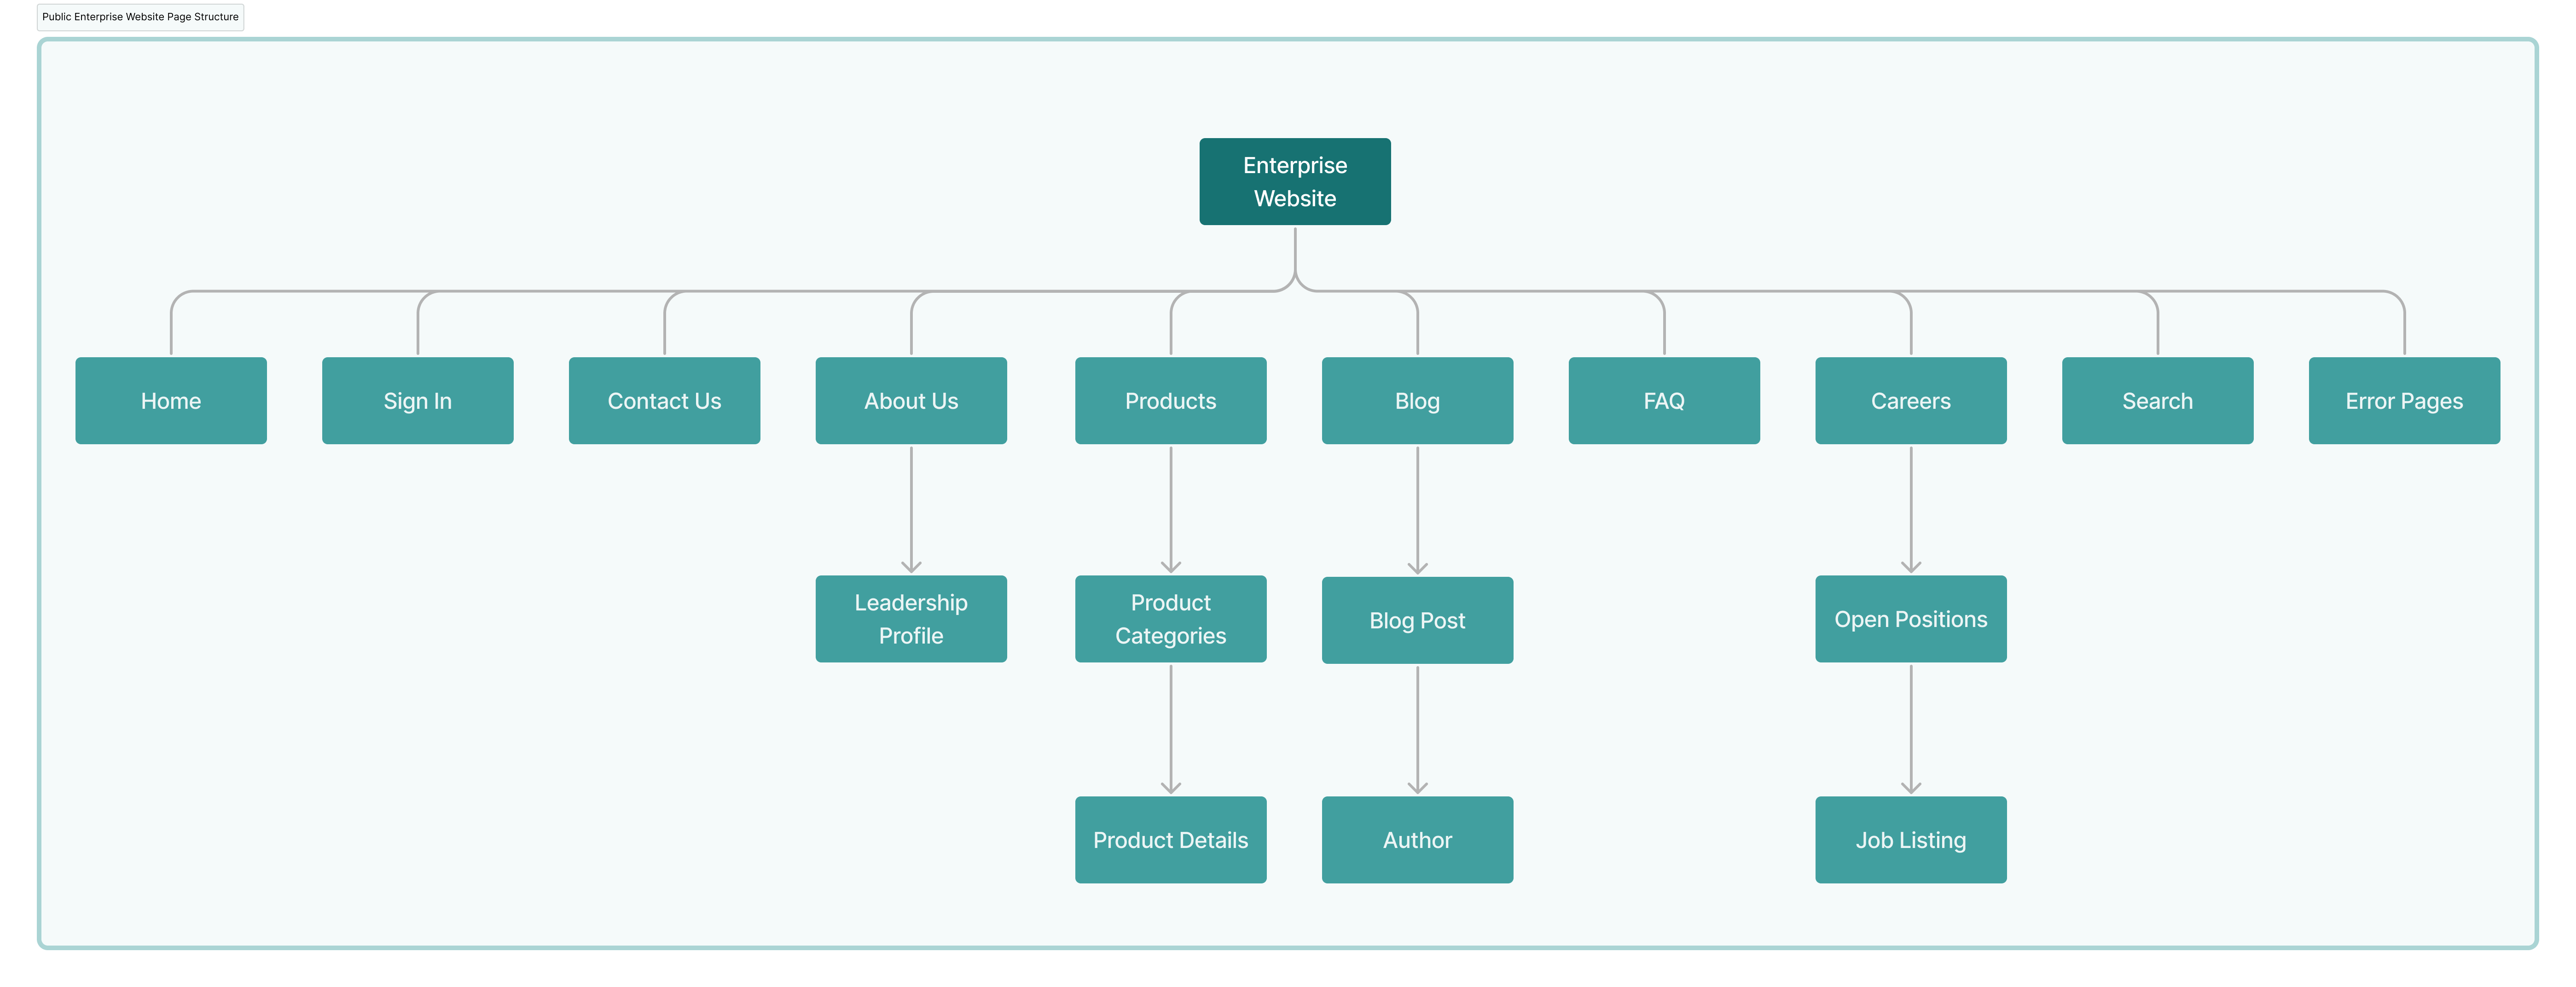 Public Enterprise Website Page Structure
Enterprise
Website
Home
Sign In
Contact Us
About Us
Products
Blog
FAQ
Careers
Search
Error Pages
Leadership
Profile
Product
Categories
Blog Post
Open Positions
Product Details
Author
Job Listing